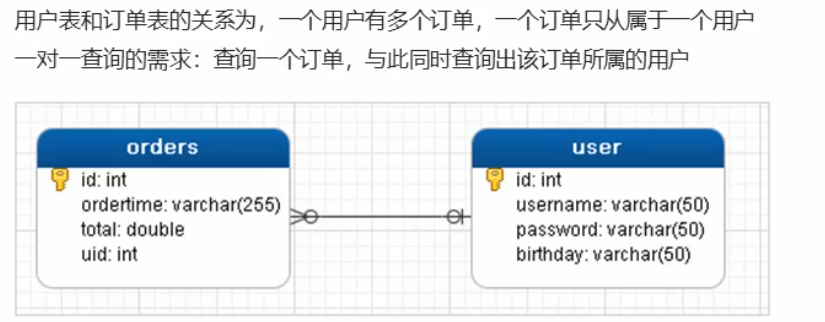 用户表和订单表的关系为，一个用户有多个订单，一个订单只从属于一个用户
一对一查询的需求：查询一个订单，与此同时查询出该订单所属的用户
orders
id: int
ordertime: varchar(255)
total: double
uid: int
user
id: int
username: varchar(50)
password: varchar(50)
birthday: varchar(50)